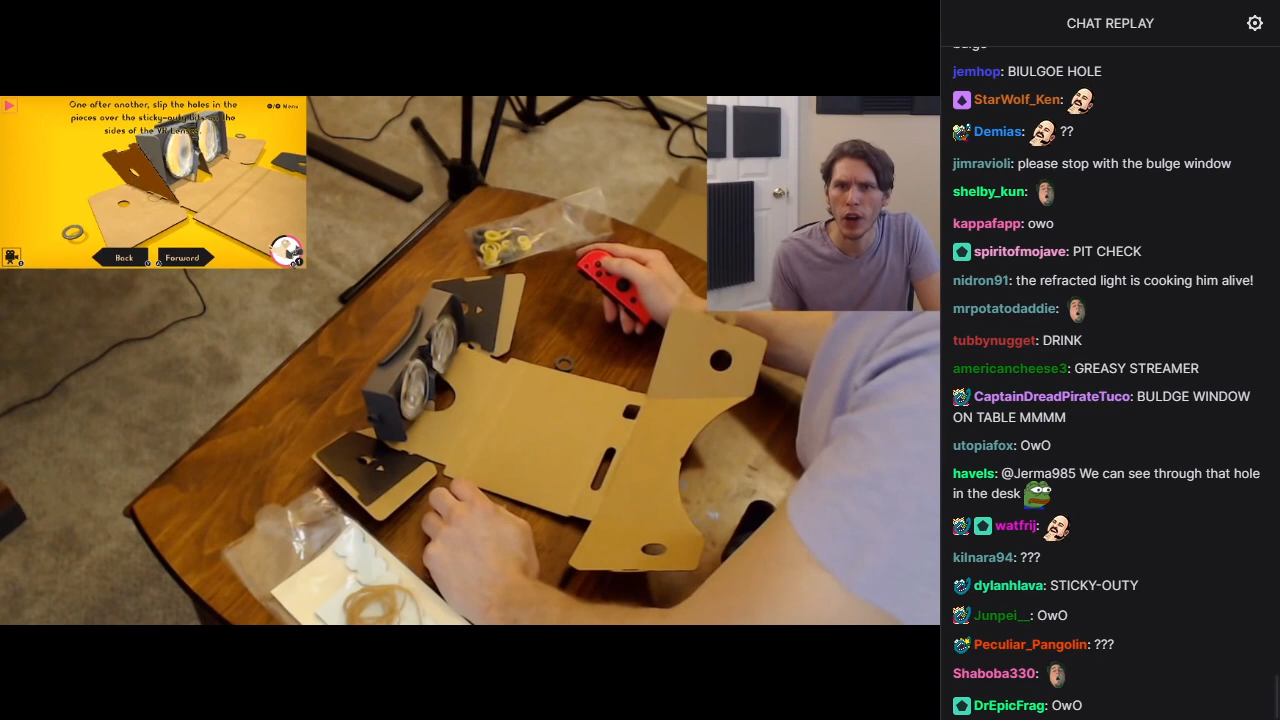 One after another, slip the holes in the
pieces over the sticky-outy bits on the
sides of the VR Lenses.
Menu
Back
Forward
CHAT REPLAY
bulge
jemhop: BIULGOE HOLE
StarWolf_Ken:
Demias: ??
jimravioli: please stop with the bulge window
shelby_kun:
kappafapp: owo
spiritofmojave: PIT CHECK
nidron91: the refracted light is cooking him alive!
mrpotatodaddie:
tubbynugget: DRINK
americancheese3: GREASY STREAMER
CaptainDreadPirateTuco: BULDGE WINDOW
ON TABLE MMMM
utopiafox: OwO
havels: @Jerma985 We can see through that hole
in the desk
watfrij:
kilnara94: ???
dylanhlava: STICKY-OUTY
Junpei__: OwO
Peculiar_Pangolin: ???
Shaboba330:
DrEpicFrag: OwO